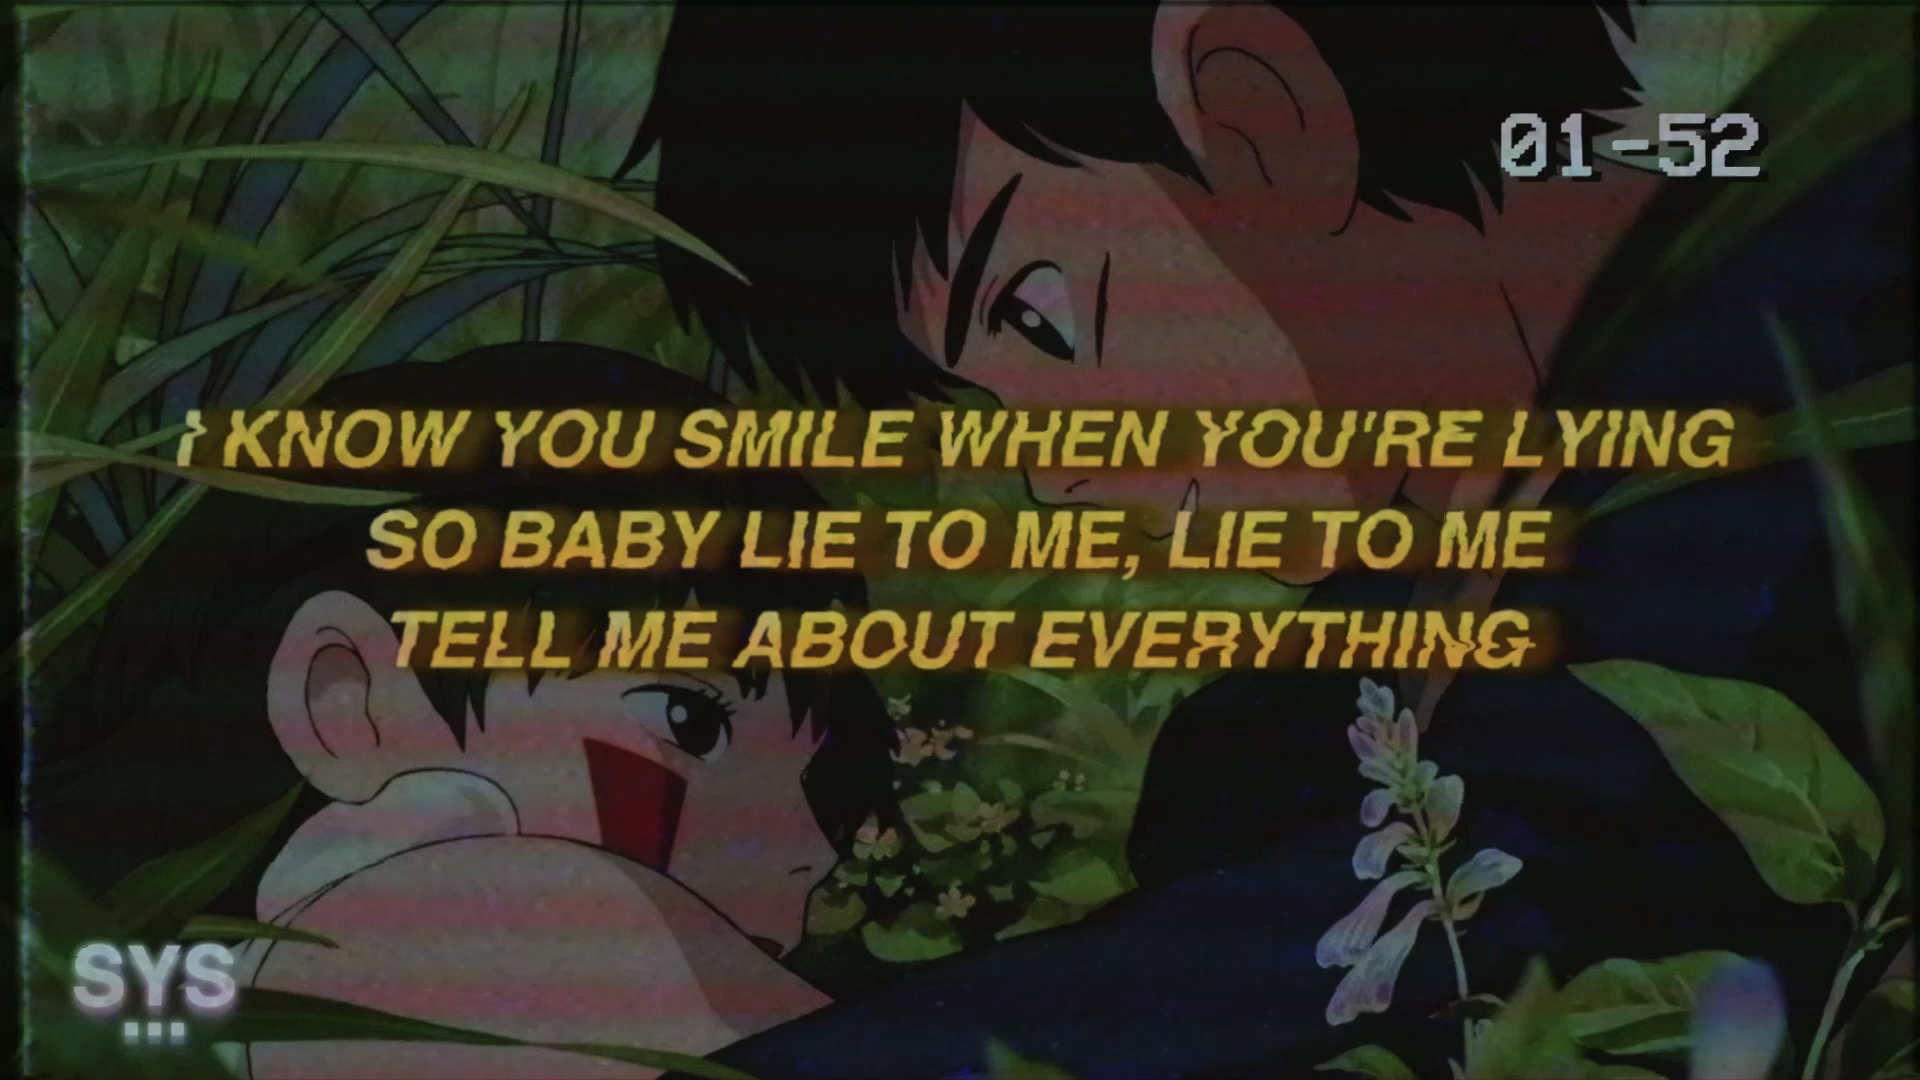 01-52
I KNOW YOU SMILE WHEN YOU'RE LYING
SO BABY LIE TO ME, LIE TO ME
TELL ME ABOUT EVERYTHING
SYS
...